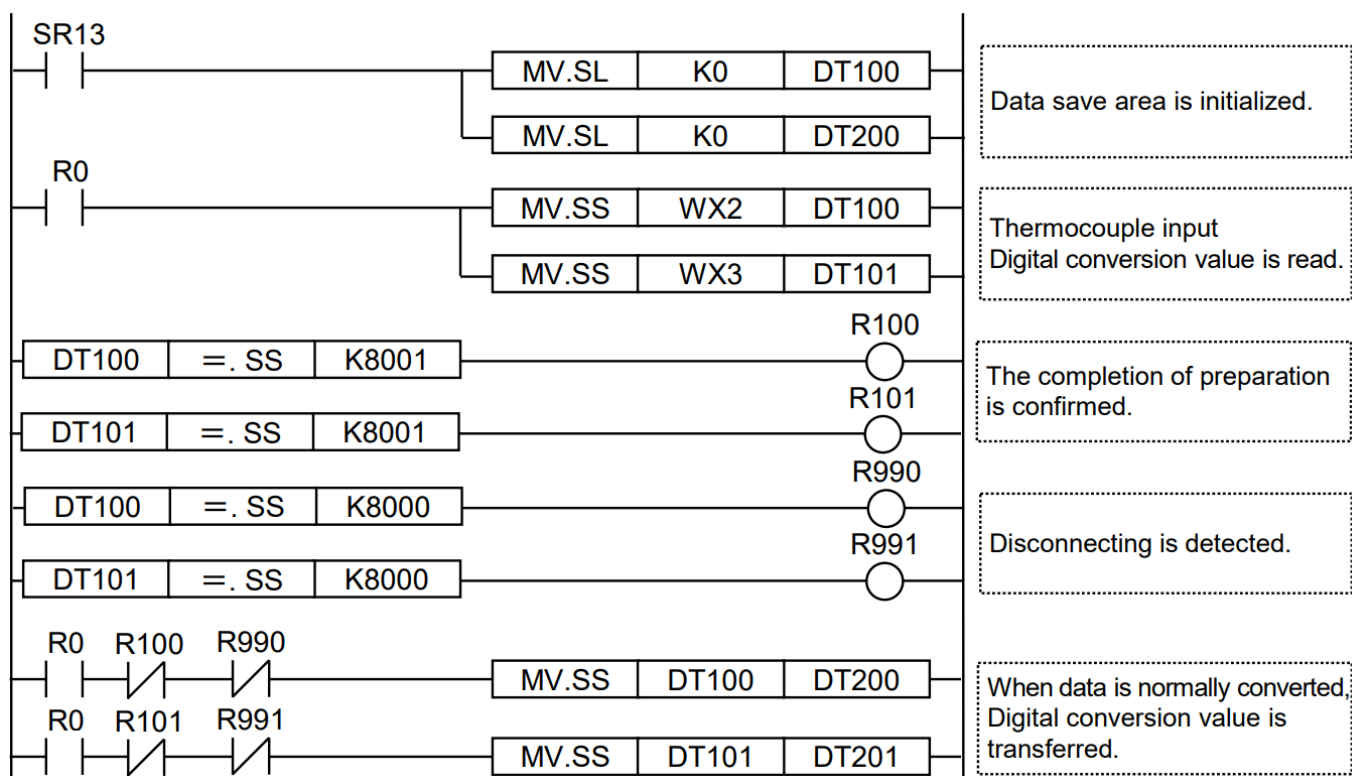 SR13
MV.SL K0 DT100
MV.SL K0 DT200
Data save area is initialized.
R0
MV.SS WX2 DT100
MV.SS WX3 DT101
Thermocouple input
Digital conversion value is read.
R100
DT100 =. SS K8001
R101
DT101 =. SS K8001
The completion of preparation
is confirmed.
R990
DT100 =. SS K8000
R991
DT101 =. SS K8000
Disconnecting is detected.
R0 R100 R990
MV.SS DT100 DT200
R0 R101 R991
MV.SS DT101 DT201
When data is normally converted,
Digital conversion value is
transferred.